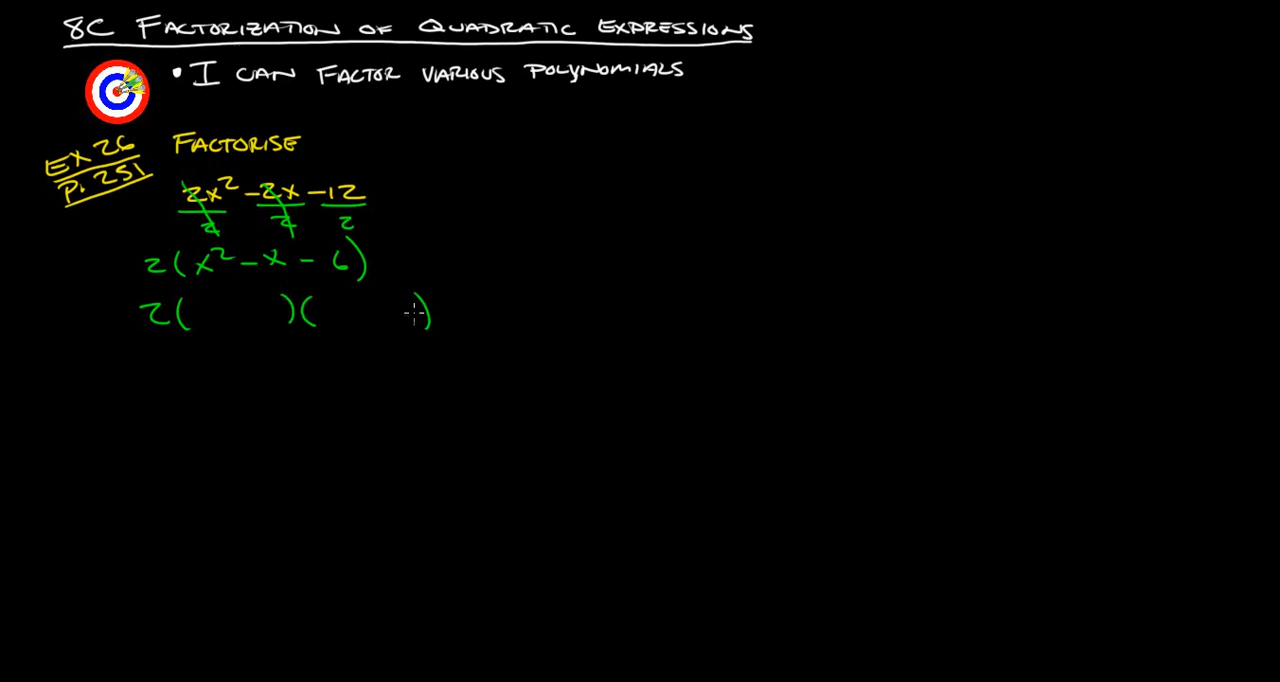 8C FACTORIZATION OF QUADRATIC EXPRESSIONS
• I CAN FACTOR VARIOUS POLYNOMIALS
EX 26
P. 251
FACTORISE
2x² - 2x - 12
2 2 2
2(x² - x - 6)
2( )( )